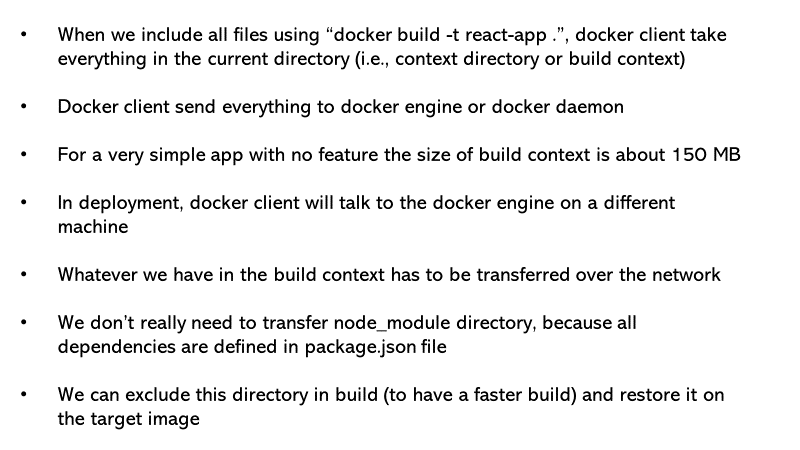 • When we include all files using “docker build -t react-app .”, docker client take
everything in the current directory (i.e., context directory or build context)
• Docker client send everything to docker engine or docker daemon
• For a very simple app with no feature the size of build context is about 150 MB
• In deployment, docker client will talk to the docker engine on a different
machine
• Whatever we have in the build context has to be transferred over the network
• We don’t really need to transfer node_module directory, because all
dependencies are defined in package.json file
• We can exclude this directory in build (to have a faster build) and restore it on
the target image